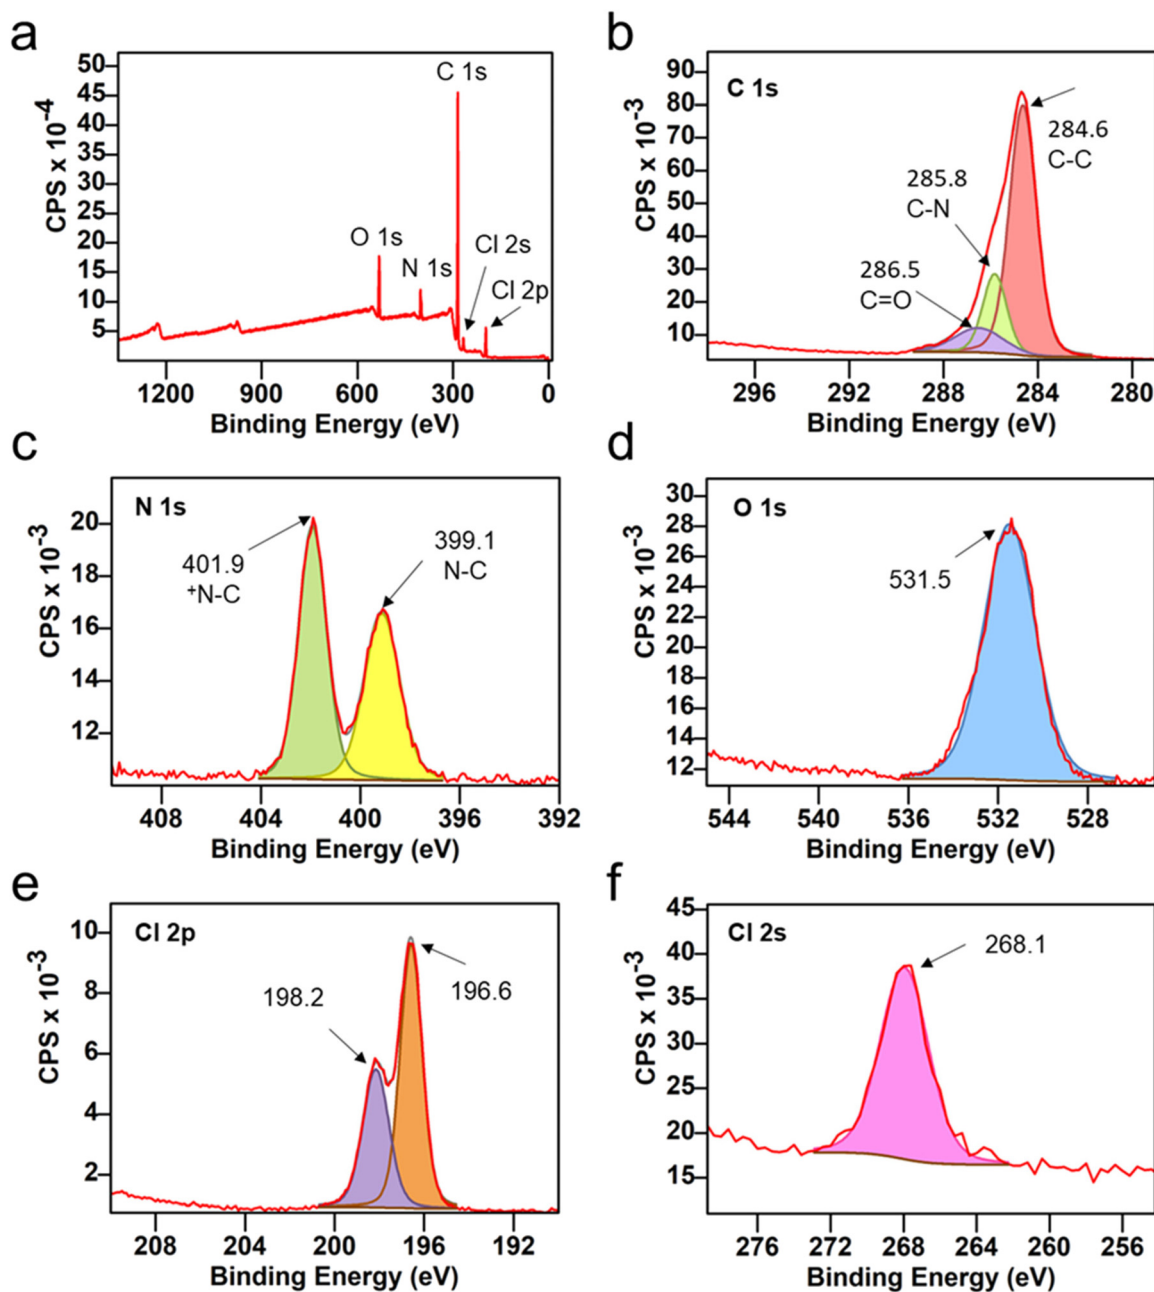 a
50
45
40
35
30
25
20
15
10
5
CPS x 10-4
C 1s
O 1s
N 1s
Cl 2s
Cl 2p
1200 900 600 300 0
Binding Energy (eV)
b
90
80
70
60
50
40
30
20
10
CPS x 10-3
C 1s
284.6
C-C
285.8
C-N
286.5
C=O
296 292 288 284 280
Binding Energy (eV)
c
20
18
16
14
12
CPS x 10-3
N 1s
401.9
+N-C
399.1
N-C
408 404 400 396 392
Binding Energy (eV)
d
30
28
26
24
22
20
18
16
14
12
CPS x 10-3
O 1s
531.5
544 540 536 532 528
Binding Energy (eV)
e
10
8
6
4
2
CPS x 10-3
Cl 2p
198.2
196.6
208 204 200 196 192
Binding Energy (eV)
f
45
40
35
30
25
20
15
CPS x 10-3
Cl 2s
268.1
276 272 268 264 260 256
Binding Energy (eV)